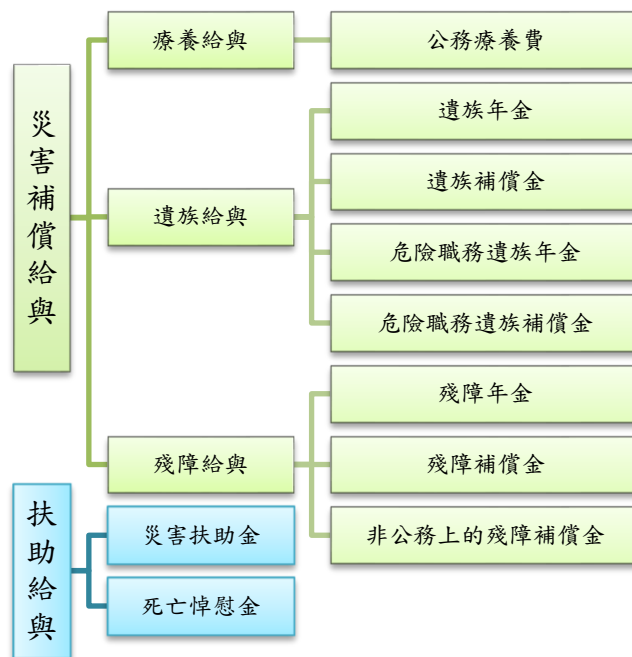 災害補償給與
療養給與
公務療養費
遺族給與
遺族年金
遺族補償金
危險職務遺族年金
危險職務遺族補償金
殘障給與
殘障年金
殘障補償金
非公務上的殘障補償金
扶助給與
災害扶助金
死亡悼慰金